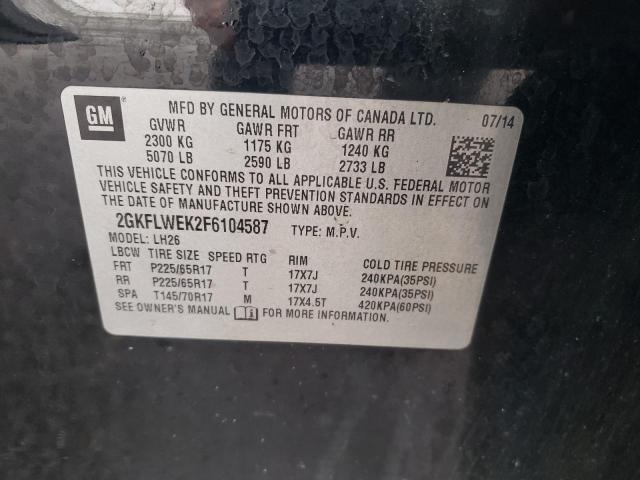 GM
MFD BY GENERAL MOTORS OF CANADA LTD. 07/14
GVWR GAWR FRT GAWR RR
2300 KG 1175 KG 1240 KG
5070 LB 2590 LB 2733 LB
THIS VEHICLE CONFORMS TO ALL APPLICABLE U.S. FEDERAL MOTOR
VEHICLE SAFETY AND THEFT PREVENTION STANDARDS IN EFFECT ON
THE DATE OF MANUFACTURE SHOWN ABOVE.
2GKFLWEK2F6104587 TYPE: M.P.V.
MODEL: LH26
LBCW TIRE SIZE SPEED RTG RIM COLD TIRE PRESSURE
FRT P225/65R17 T 17X7J 240KPA(35PSI)
RR P225/65R17 T 17X7J 240KPA(35PSI)
SPA T145/70R17 M 17X4.5T 420KPA(60PSI)
SEE OWNER'S MANUAL FOR MORE INFORMATION.